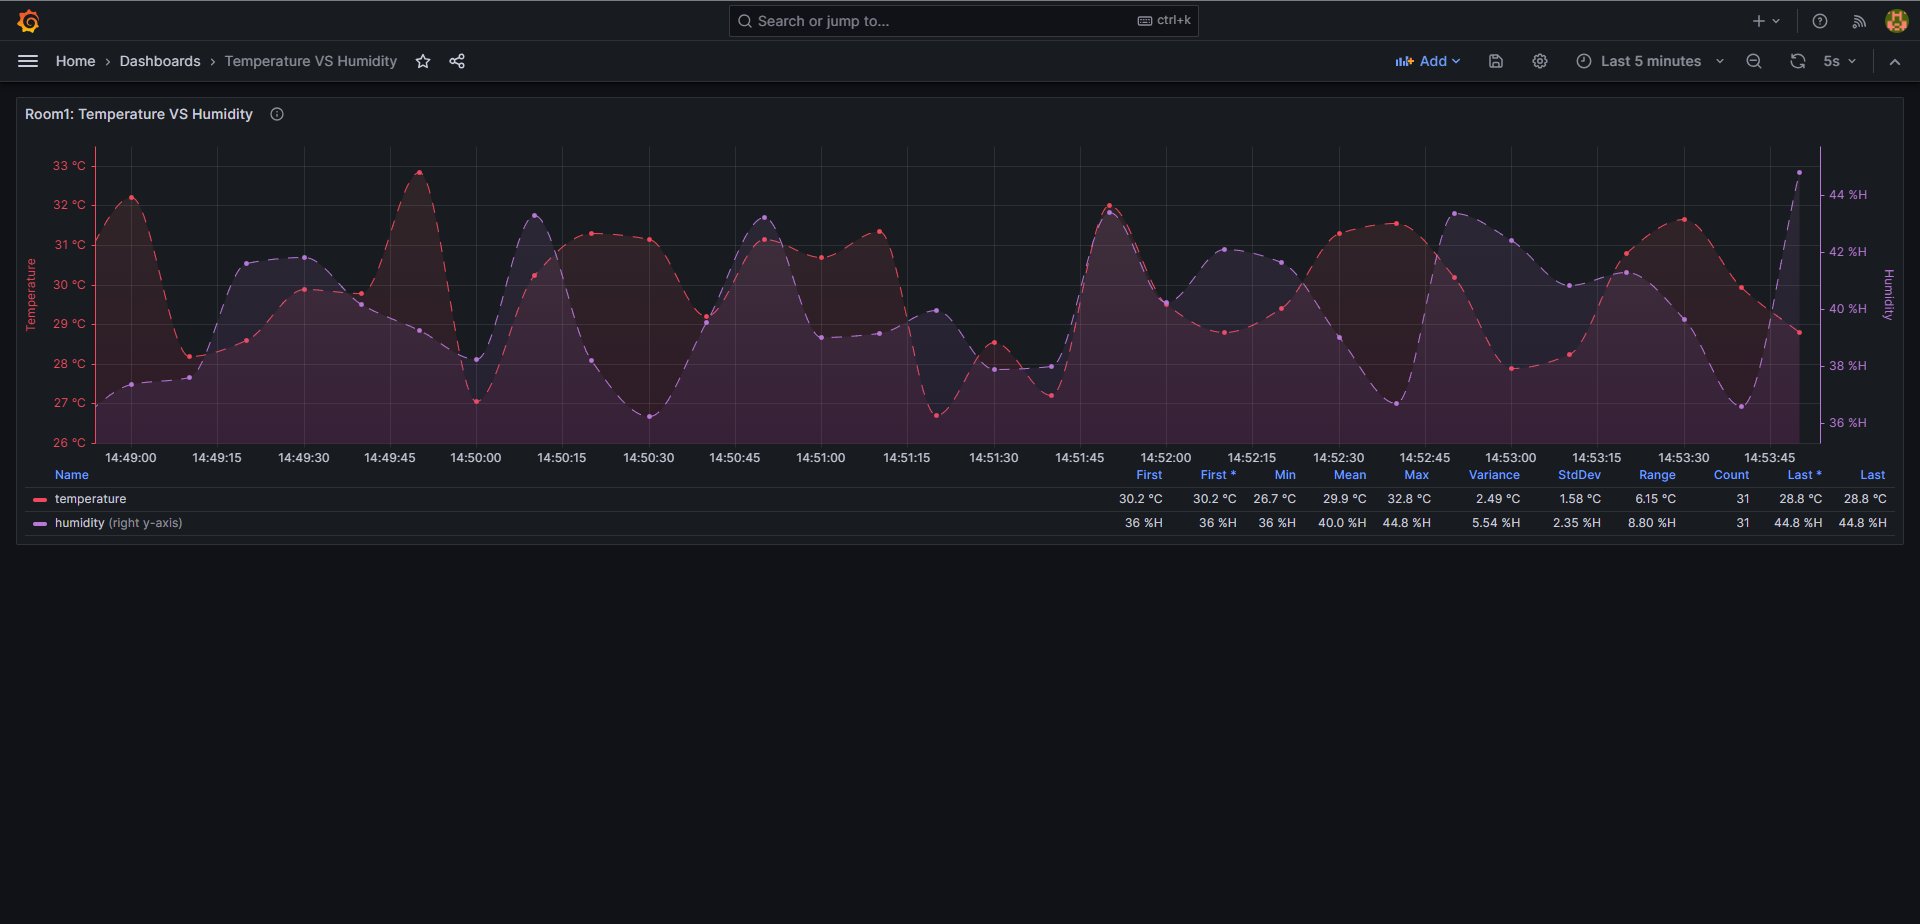 Search or jump to... ctrl+k
Home › Dashboards › Temperature VS Humidity Add Last 5 minutes 5s
Room1: Temperature VS Humidity
Temperature
33 °C
32 °C
31 °C
30 °C
29 °C
28 °C
27 °C
26 °C
44 %H
42 %H
40 %H
38 %H
36 %H
Humidity
14:49:00 14:49:15 14:49:30 14:49:45 14:50:00 14:50:15 14:50:30 14:50:45 14:51:00 14:51:15 14:51:30 14:51:45 14:52:00 14:52:15 14:52:30 14:52:45 14:53:00 14:53:15 14:53:30 14:53:45
Name First First * Min Mean Max Variance StdDev Range Count Last * Last
temperature 30.2 °C 30.2 °C 26.7 °C 29.9 °C 32.8 °C 2.49 °C 1.58 °C 6.15 °C 31 28.8 °C 28.8 °C
humidity (right y-axis) 36 %H 36 %H 36 %H 40.0 %H 44.8 %H 5.54 %H 2.35 %H 8.80 %H 31 44.8 %H 44.8 %H